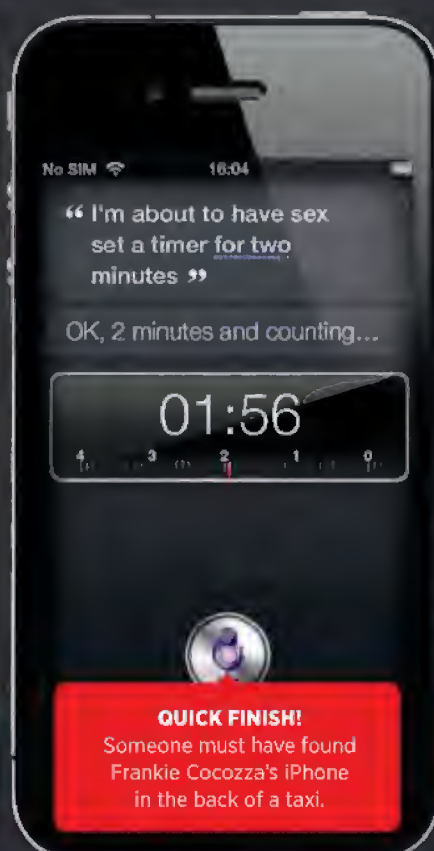 No SIM 16:04
“ I'm about to have sex
set a timer for two
minutes ”
OK, 2 minutes and counting...
01:56
4 3 2 1 0
QUICK FINISH!
Someone must have found
Frankie Cocozza's iPhone
in the back of a taxi.